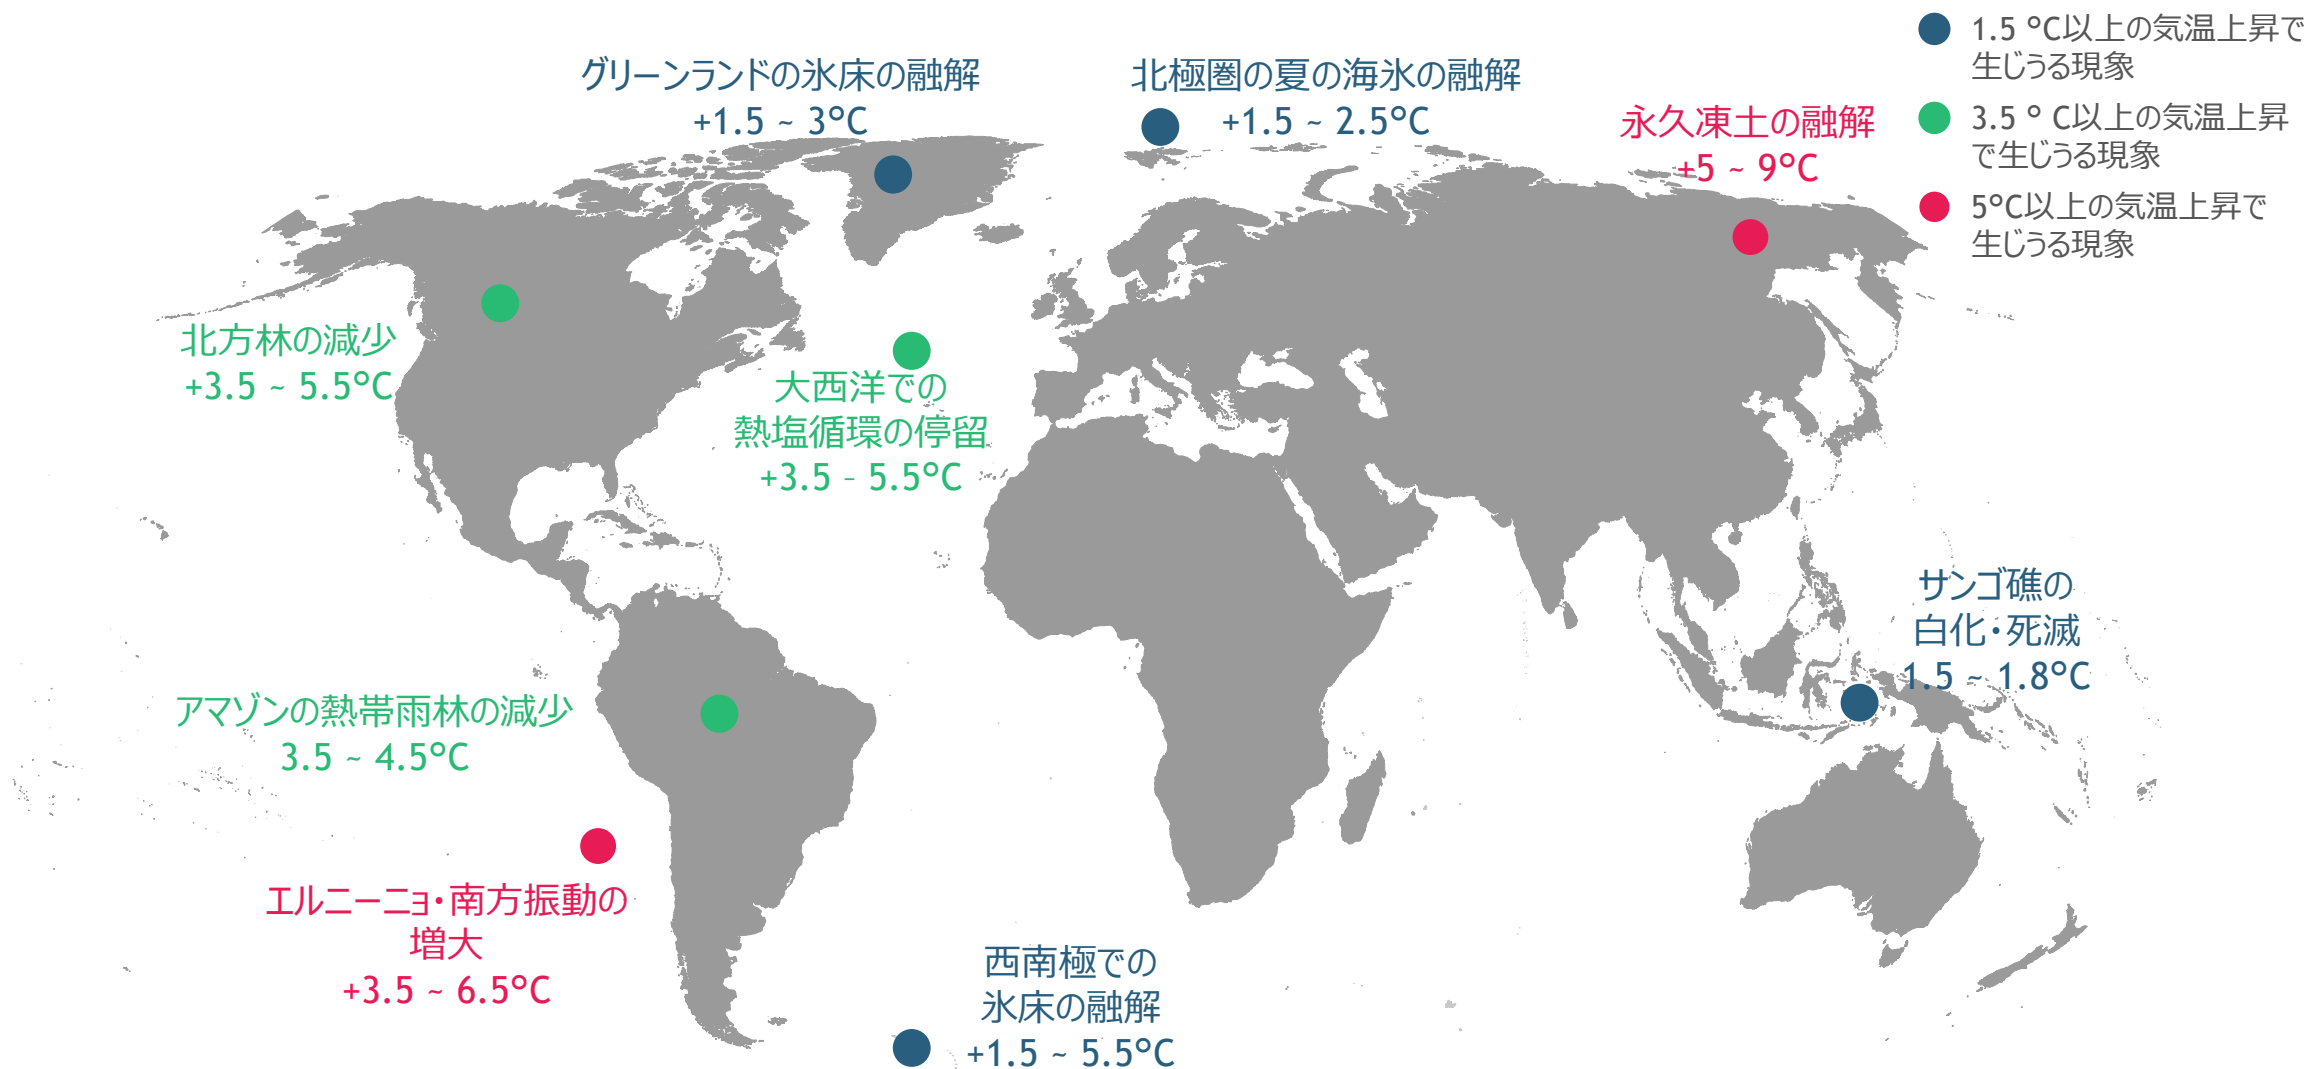 1.5 °C以上の気温上昇で
生じうる現象
3.5 ° C以上の気温上昇
で生じうる現象
5°C以上の気温上昇で
生じうる現象
グリーンランドの氷床の融解
+1.5 ~ 3°C
北極圏の夏の海氷の融解
+1.5 ~ 2.5°C
永久凍土の融解
+5 ~ 9°C
北方林の減少
+3.5 ~ 5.5°C
大西洋での
熱塩循環の停留
+3.5 - 5.5°C
サンゴ礁の
白化・死滅
1.5 ~ 1.8°C
アマゾンの熱帯雨林の減少
3.5 ~ 4.5°C
エルニーニョ・南方振動の
増大
+3.5 ~ 6.5°C
西南極での
氷床の融解
+1.5 ~ 5.5°C